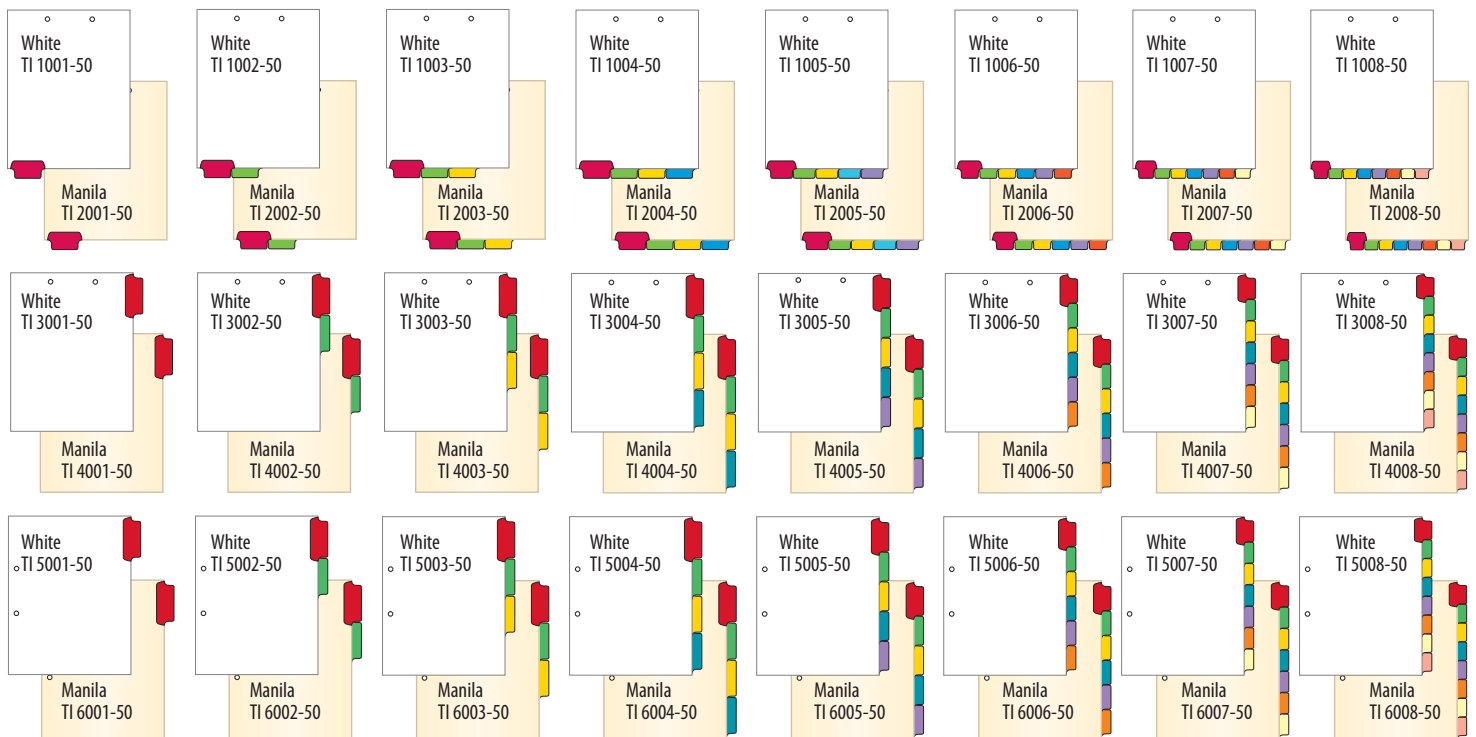 White
TI 1001-50
Manila
TI 2001-50
White
TI 1002-50
Manila
TI 2002-50
White
TI 1003-50
Manila
TI 2003-50
White
TI 1004-50
Manila
TI 2004-50
White
TI 1005-50
Manila
TI 2005-50
White
TI 1006-50
Manila
TI 2006-50
White
TI 1007-50
Manila
TI 2007-50
White
TI 1008-50
Manila
TI 2008-50
White
TI 3001-50
Manila
TI 4001-50
White
TI 3002-50
Manila
TI 4002-50
White
TI 3003-50
Manila
TI 4003-50
White
TI 3004-50
Manila
TI 4004-50
White
TI 3005-50
Manila
TI 4005-50
White
TI 3006-50
Manila
TI 4006-50
White
TI 3007-50
Manila
TI 4007-50
White
TI 3008-50
Manila
TI 4008-50
White
TI 5001-50
Manila
TI 6001-50
White
TI 5002-50
Manila
TI 6002-50
White
TI 5003-50
Manila
TI 6003-50
White
TI 5004-50
Manila
TI 6004-50
White
TI 5005-50
Manila
TI 6005-50
White
TI 5006-50
Manila
TI 6006-50
White
TI 5007-50
Manila
TI 6007-50
White
TI 5008-50
Manila
TI 6008-50